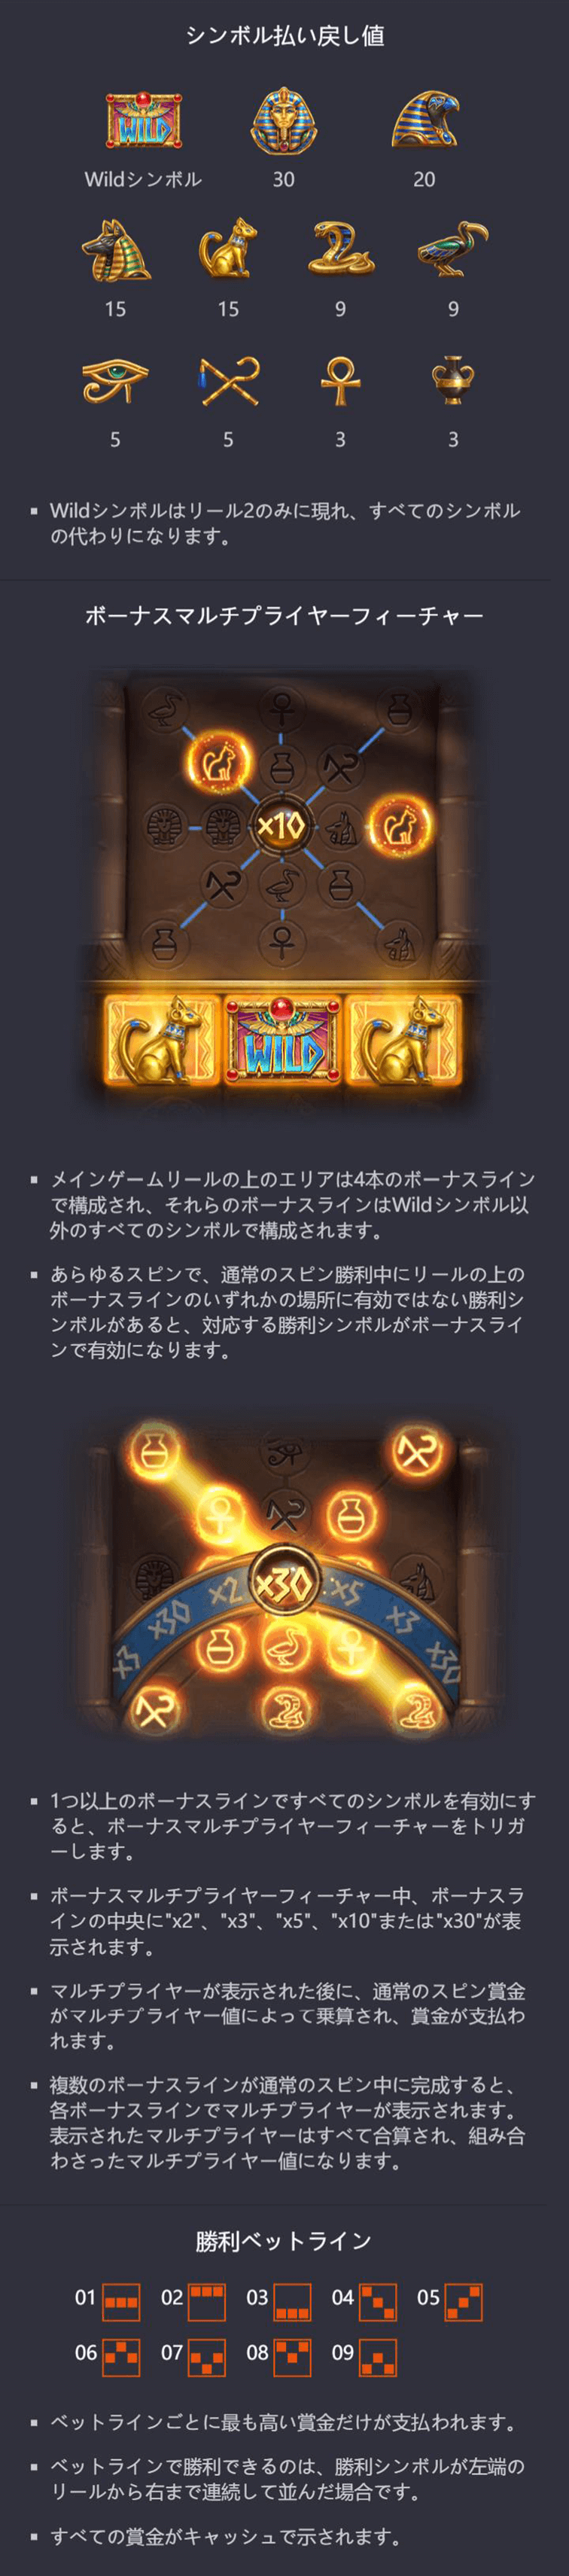 シンボル払い戻し値
WILD
Wildシンボル 30 20
15 15 9 9
5 5 3 3
▪ Wildシンボルはリール2のみに現れ、すべてのシンボル
の代わりになります。
ボーナスマルチプライヤーフィーチャー
x10
WILD
▪ メインゲームリールの上のエリアは4本のボーナスライン
で構成され、それらのボーナスラインはWildシンボル以
外のすべてのシンボルで構成されます。
▪ あらゆるスピンで、通常のスピン勝利中にリールの上の
ボーナスラインのいずれかの場所に有効ではない勝利シ
ンボルがあると、対応する勝利シンボルがボーナスライ
ンで有効になります。
x3 x30 x2 x30 x5 x3 x30
▪ 1つ以上のボーナスラインですべてのシンボルを有効にす
ると、ボーナスマルチプライヤーフィーチャーをトリガ
ーします。
▪ ボーナスマルチプライヤーフィーチャー中、ボーナスラ
インの中央に"x2"、"x3"、"x5"、"x10"または"x30"が表
示されます。
▪ マルチプライヤーが表示された後に、通常のスピン賞金
がマルチプライヤー値によって乗算され、賞金が支払わ
れます。
▪ 複数のボーナスラインが通常のスピン中に完成すると、
各ボーナスラインでマルチプライヤーが表示されます。
表示されたマルチプライヤーはすべて合算され、組み合
わさったマルチプライヤー値になります。
勝利ベットライン
01 02 03 04 05
06 07 08 09
▪ ベットラインごとに最も高い賞金だけが支払われます。
▪ ベットラインで勝利できるのは、勝利シンボルが左端の
リールから右まで連続して並んだ場合です。
▪ すべての賞金がキャッシュで示されます。